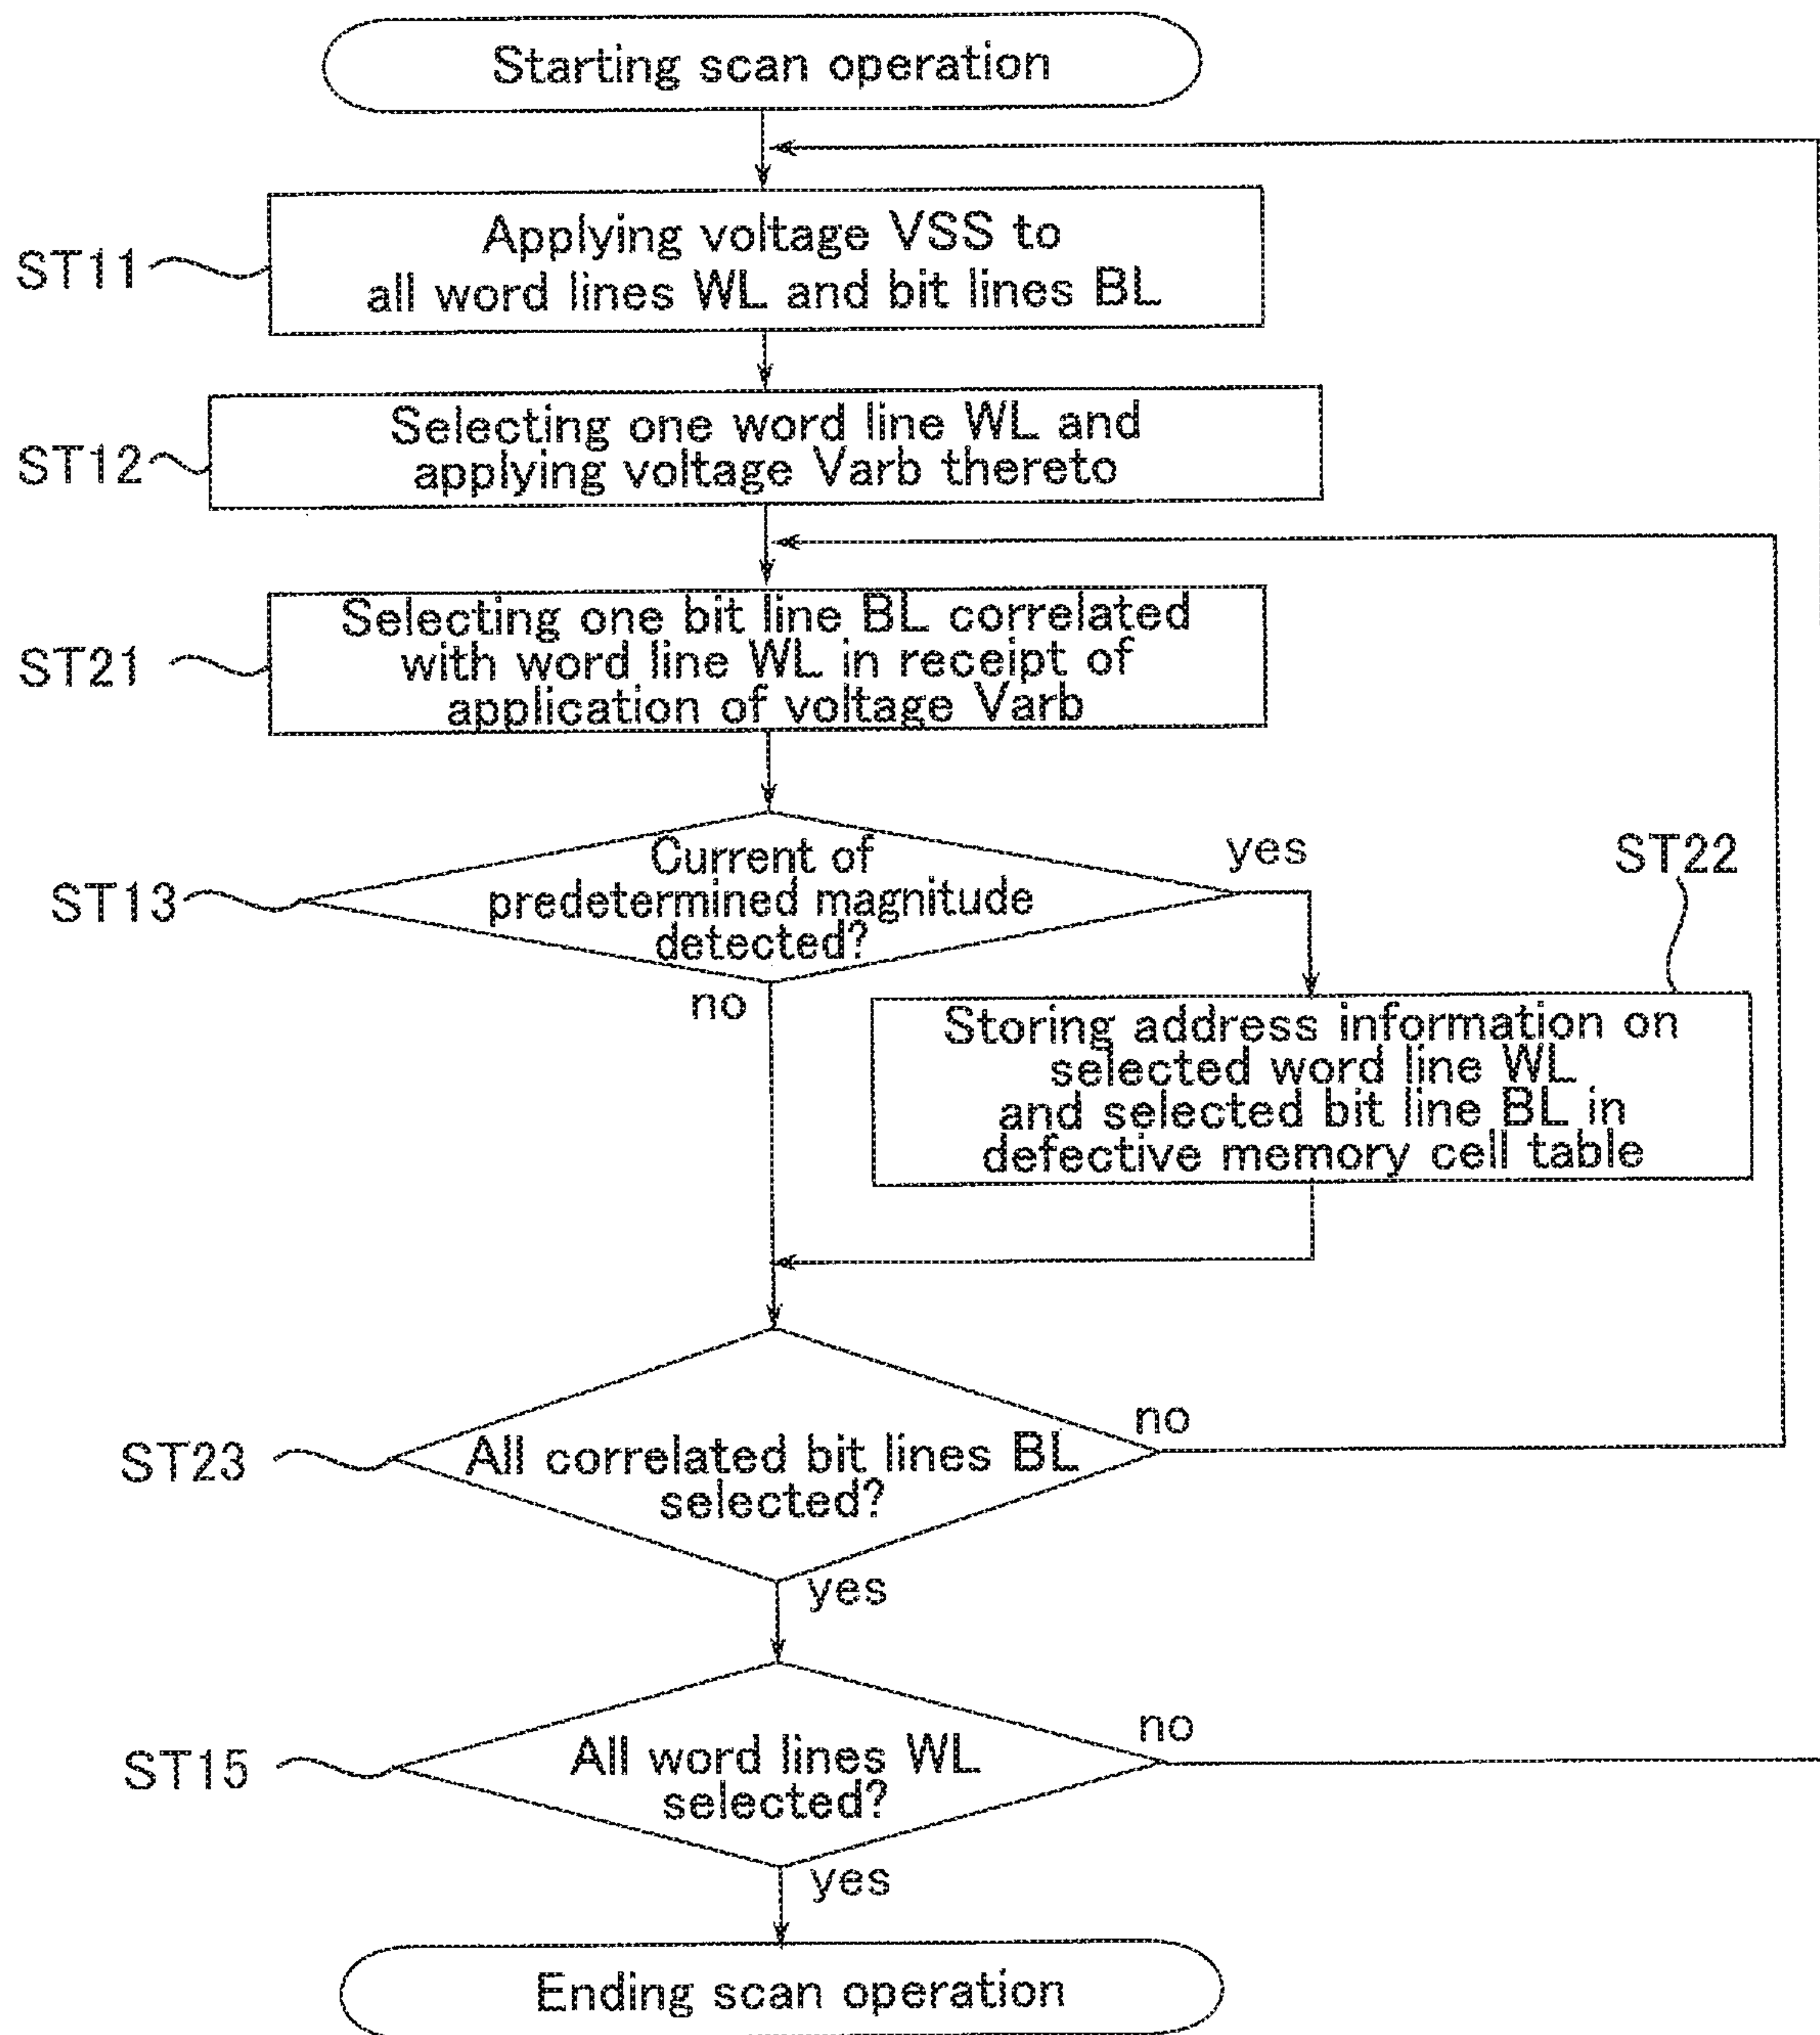 Starting scan operation
ST11
Applying voltage VSS to
all word lines WL and bit lines BL
ST12
Selecting one word line WL and
applying voltage Varb thereto
ST21
Selecting one bit line BL correlated
with word line WL in receipt of
application of voltage Varb
ST13
Current of
predetermined magnitude
detected?
yes
no
ST22
Storing address information on
selected word line WL
and selected bit line BL in
defective memory cell table
ST23
All correlated bit lines BL
selected?
no
yes
ST15
All word lines WL
selected?
no
yes
Ending scan operation